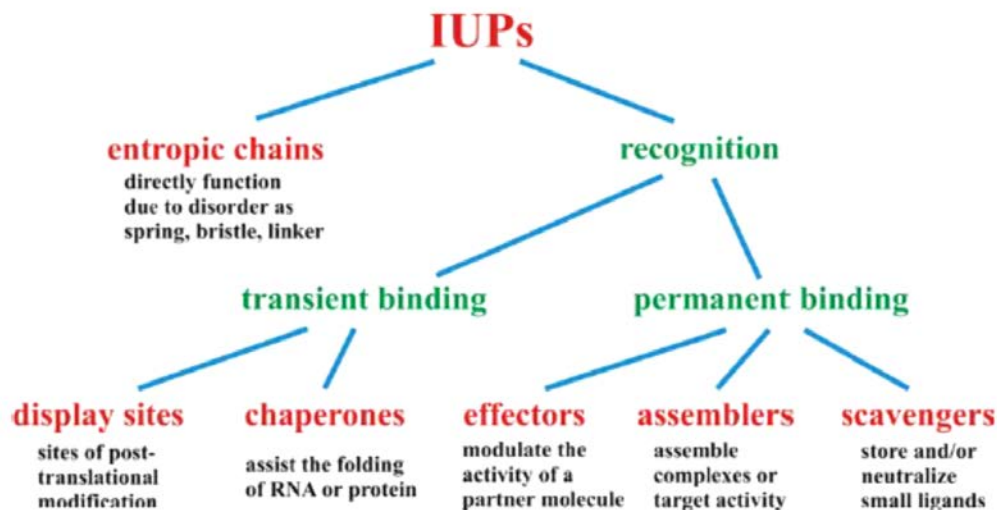 IUPs
entropic chains
directly function
due to disorder as
spring, bristle, linker
recognition
transient binding
permanent binding
display sites
sites of post-
translational
modification
chaperones
assist the folding
of RNA or protein
effectors
modulate the
activity of a
partner molecule
assemblers
assemble
complexes or
target activity
scavengers
store and/or
neutralize
small ligands